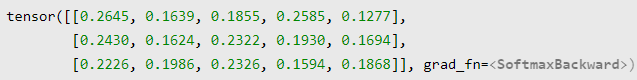 tensor([[0.2645, 0.1639, 0.1855, 0.2585, 0.1277],
[0.2430, 0.1624, 0.2322, 0.1930, 0.1694],
[0.2226, 0.1986, 0.2326, 0.1594, 0.1868]], grad_fn=<SoftmaxBackward>)